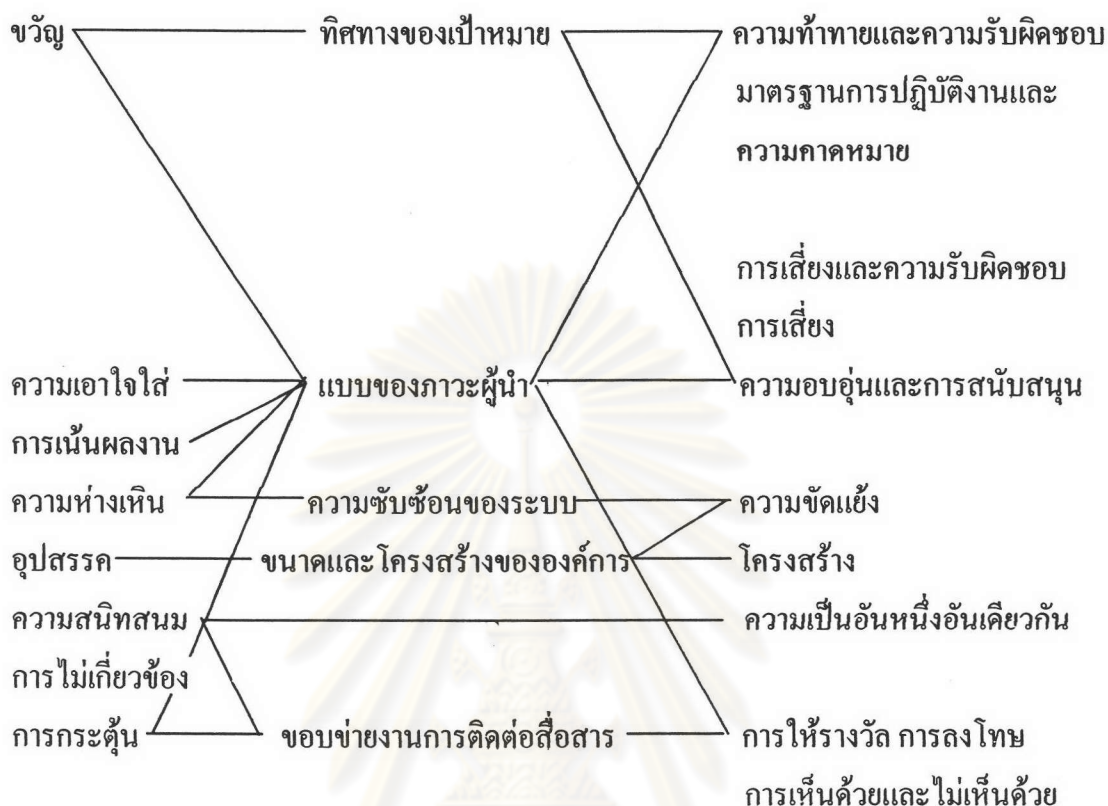 ขวัญ ทิศทางของเป้าหมาย ความท้าทายและความรับผิดชอบ
มาตรฐานการปฏิบัติงานและ
ความคาดหมาย
การเสี่ยงและความรับผิดชอบ
การเสี่ยง
ความเอาใจใส่ แบบของภาวะผู้นำ ความอบอุ่นและการสนับสนุน
การเน้นผลงาน
ความห่างเหิน ความซับซ้อนของระบบ ความขัดแย้ง
อุปสรรค ขนาดและโครงสร้างขององค์การ โครงสร้าง
ความสนิทสนม ความเป็นอันหนึ่งอันเดียวกัน
การไม่เกี่ยวข้อง
การกระตุ้น ขอบข่ายงานการติดต่อสื่อสาร การให้รางวัล การลงโทษ
การเห็นด้วยและไม่เห็นด้วย